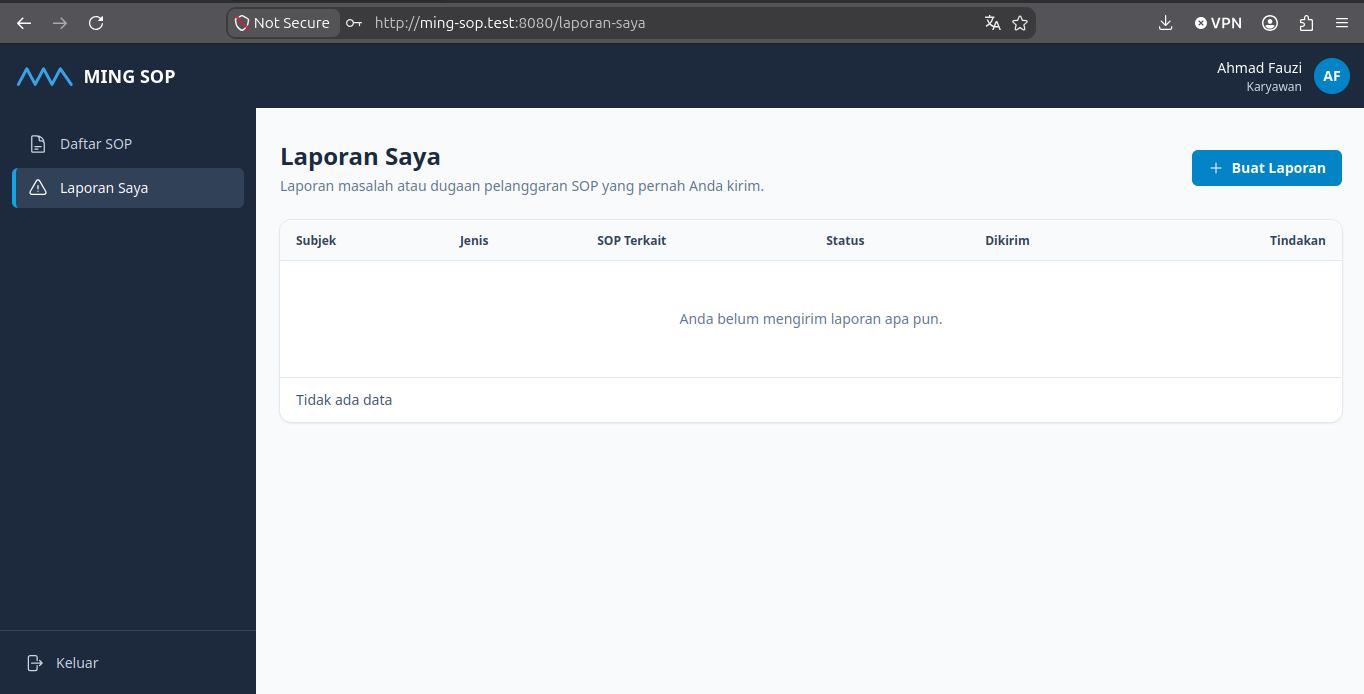 Not Secure http://ming-sop.test:8080/laporan-saya VPN
MING SOP
Ahmad Fauzi
Karyawan
AF
Daftar SOP
Laporan Saya
Keluar
Laporan Saya
Laporan masalah atau dugaan pelanggaran SOP yang pernah Anda kirim.
Buat Laporan
Subjek Jenis SOP Terkait Status Dikirim Tindakan
Anda belum mengirim laporan apa pun.
Tidak ada data